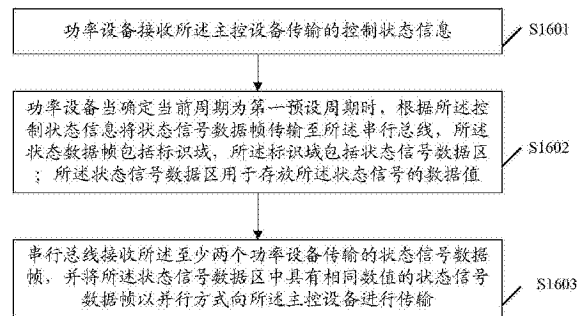 功率设备接收所述主控设备传输的控制状态信息
S1601
功率设备当确定当前周期为第一预设周期时，根据所述控
制状态信息将状态信号数据帧传输至所述串行总线，所述
状态数据帧包括标识域，所述标识域包括状态信号数据区
；所述状态信号数据区用于存放所述状态信号的数据值
S1602
串行总线接收所述至少两个功率设备传输的状态信号数据
帧，并将所述状态信号数据区中具有相同数值的状态信号
数据帧以并行方式向所述主控设备进行传输
S1603